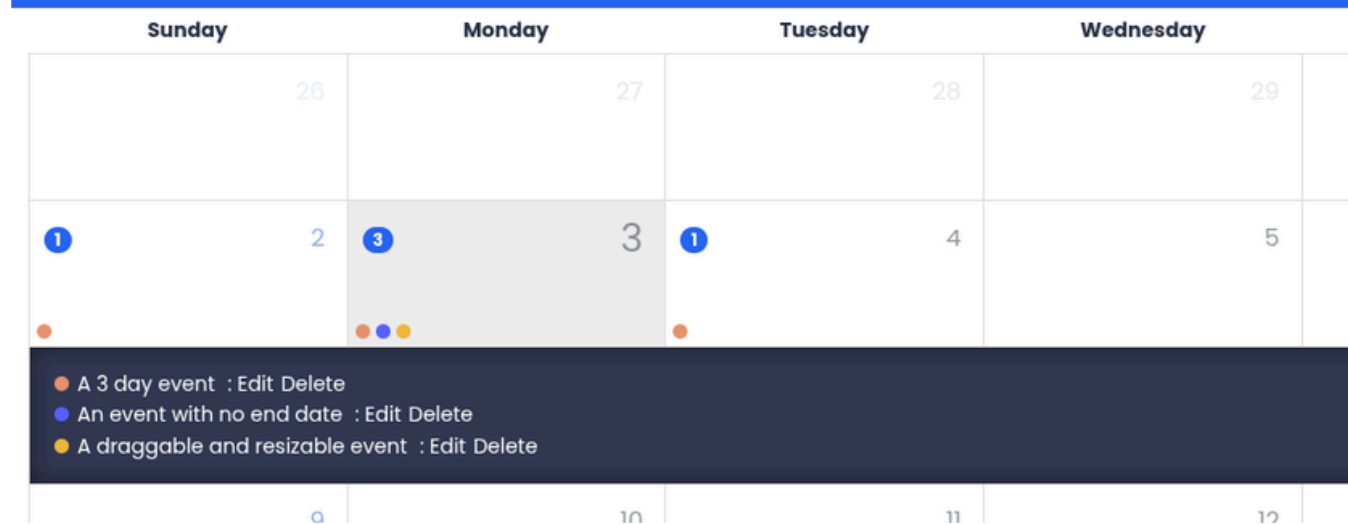 Sunday Monday Tuesday Wednesday
26 27 28 29
1 2 3 3 1 4 5
A 3 day event : Edit Delete
An event with no end date : Edit Delete
A draggable and resizable event : Edit Delete
9 10 11 12